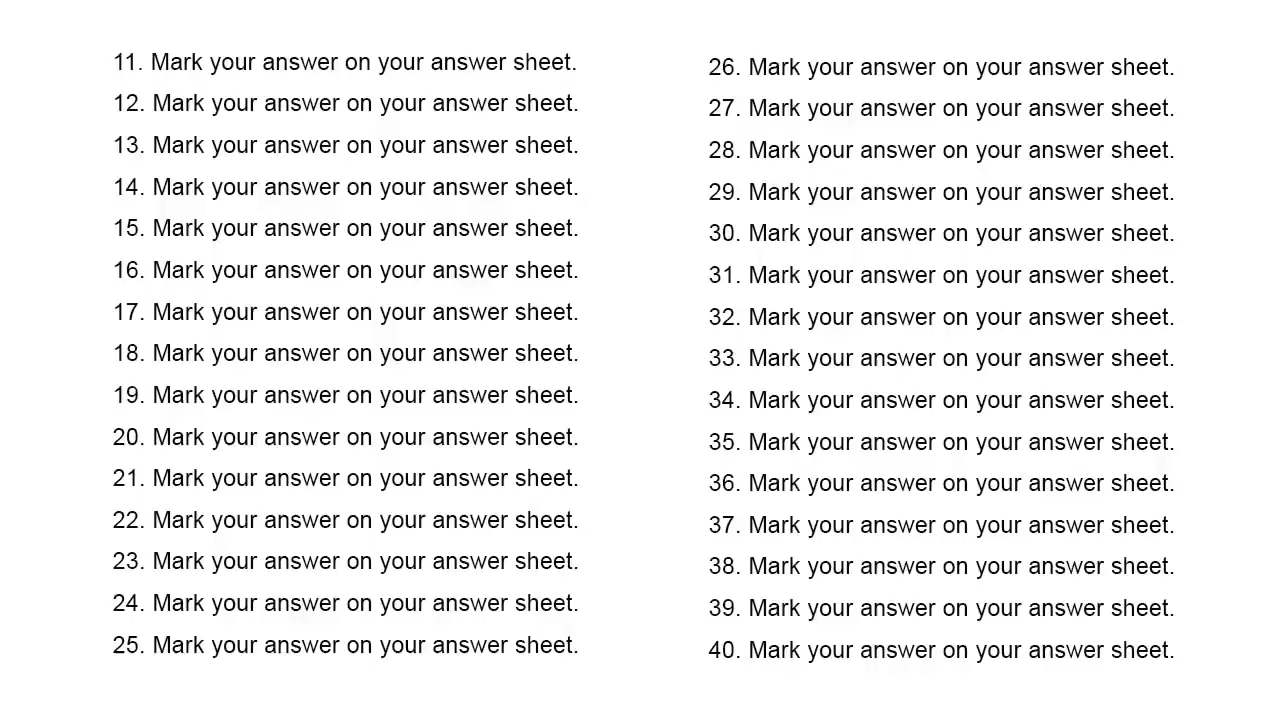 11. Mark your answer on your answer sheet.
12. Mark your answer on your answer sheet.
13. Mark your answer on your answer sheet.
14. Mark your answer on your answer sheet.
15. Mark your answer on your answer sheet.
16. Mark your answer on your answer sheet.
17. Mark your answer on your answer sheet.
18. Mark your answer on your answer sheet.
19. Mark your answer on your answer sheet.
20. Mark your answer on your answer sheet.
21. Mark your answer on your answer sheet.
22. Mark your answer on your answer sheet.
23. Mark your answer on your answer sheet.
24. Mark your answer on your answer sheet.
25. Mark your answer on your answer sheet.
26. Mark your answer on your answer sheet.
27. Mark your answer on your answer sheet.
28. Mark your answer on your answer sheet.
29. Mark your answer on your answer sheet.
30. Mark your answer on your answer sheet.
31. Mark your answer on your answer sheet.
32. Mark your answer on your answer sheet.
33. Mark your answer on your answer sheet.
34. Mark your answer on your answer sheet.
35. Mark your answer on your answer sheet.
36. Mark your answer on your answer sheet.
37. Mark your answer on your answer sheet.
38. Mark your answer on your answer sheet.
39. Mark your answer on your answer sheet.
40. Mark your answer on your answer sheet.